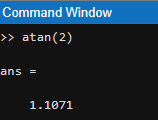 Command Window
>> atan(2)
ans =
1.1071